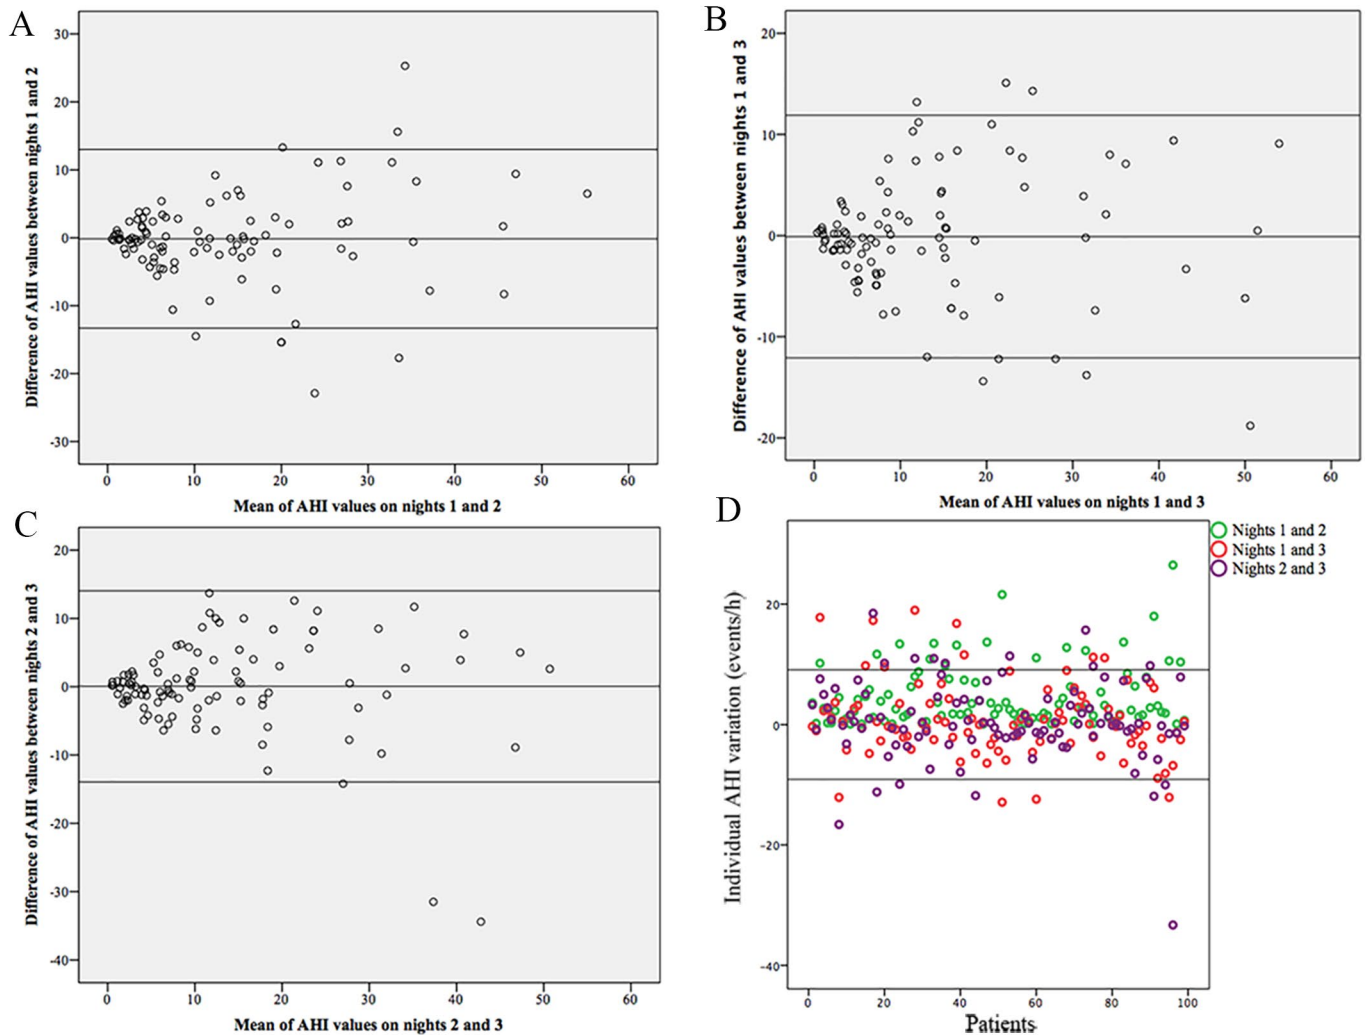 A
Difference of AHI values between nights 1 and 2
30
20
10
0
-10
-20
-30
0 10 20 30 40 50 60
Mean of AHI values on nights 1 and 2
B
Difference of AHI values between nights 1 and 3
20
10
0
-10
-20
0 10 20 30 40 50 60
Mean of AHI values on nights 1 and 3
C
Difference of AHI values between nights 2 and 3
20
10
0
-10
-20
-30
-40
0 10 20 30 40 50 60
Mean of AHI values on nights 2 and 3
D
Individual AHI variation (events/h)
20
0
-20
-40
0 20 40 60 80 100
Patients
Nights 1 and 2
Nights 1 and 3
Nights 2 and 3